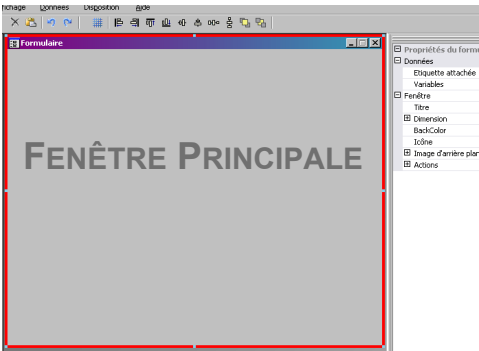 Données Disposition Aide
Formulaire
FENÊTRE PRINCIPALE
Propriétés du formu
Données
Etiquette attachée
Variables
Fenêtre
Titre
Dimension
BackColor
Icône
Image d'arrière plan
Actions